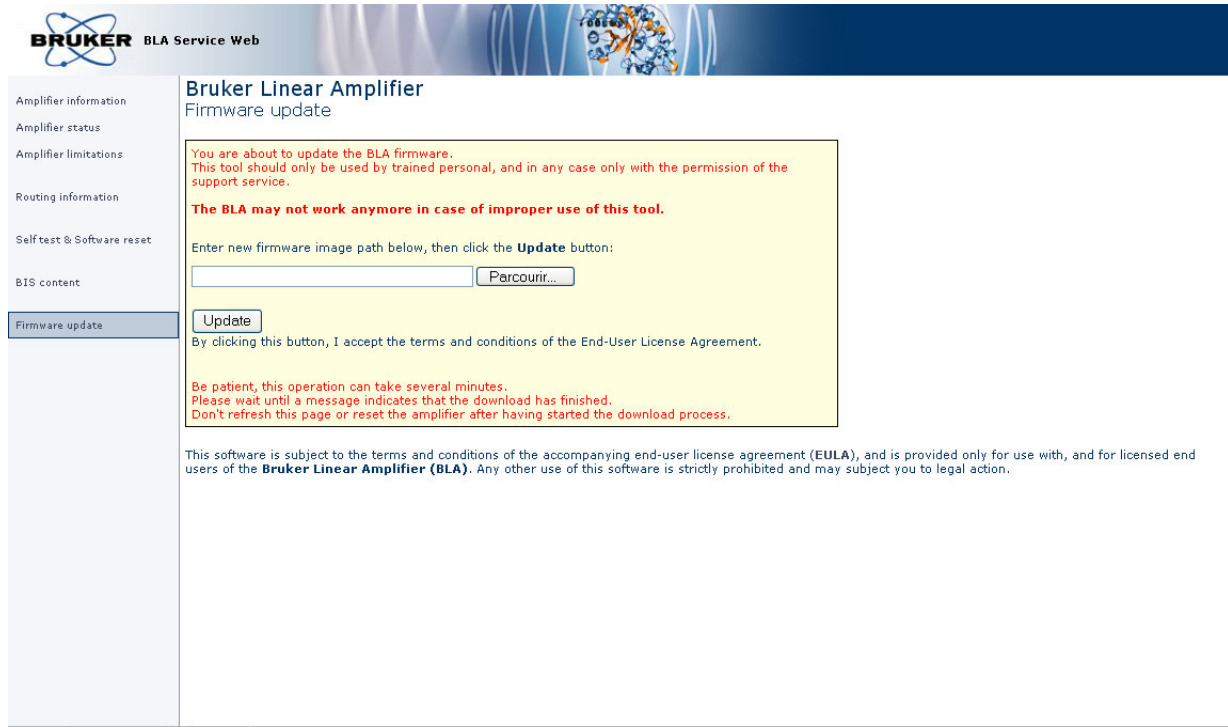 BRUKER BLA Service Web
Amplifier information
Amplifier status
Amplifier limitations
Routing information
Self test & Software reset
BIS content
Firmware update
Bruker Linear Amplifier
Firmware update
You are about to update the BLA firmware.
This tool should only be used by trained personal, and in any case only with the permission of the
support service.
The BLA may not work anymore in case of improper use of this tool.
Enter new firmware image path below, then click the Update button:
Parcourir...
Update
By clicking this button, I accept the terms and conditions of the End-User License Agreement.
Be patient, this operation can take several minutes.
Please wait until a message indicates that the download has finished.
Don't refresh this page or reset the amplifier after having started the download process.
This software is subject to the terms and conditions of the accompanying end-user license agreement (EULA), and is provided only for use with, and for licensed end
users of the Bruker Linear Amplifier (BLA). Any other use of this software is strictly prohibited and may subject you to legal action.